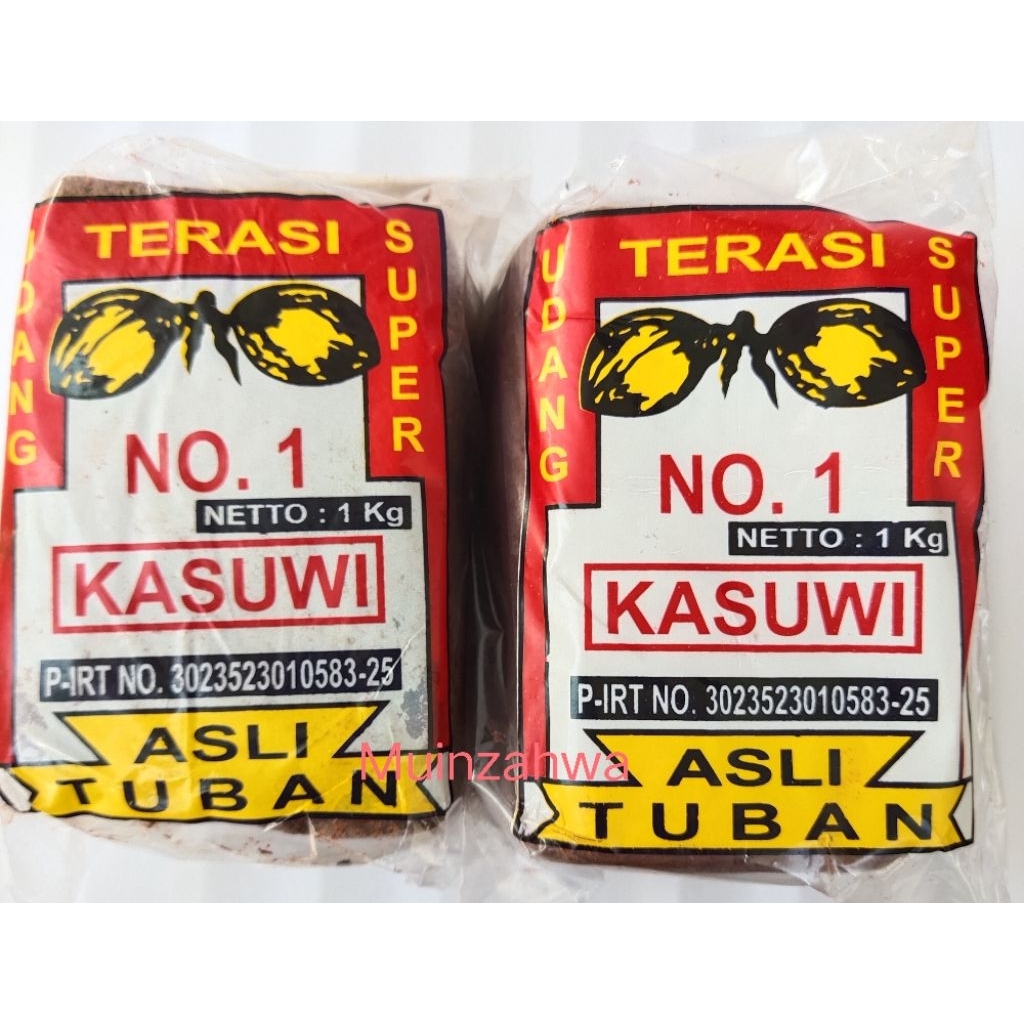 TERASI
UDANG
SUPER
NO. 1
NETTO : 1 Kg
KASUWI
P-IRT NO. 3023523010583-25
ASLI
TUBAN
TERASI
UDANG
SUPER
NO. 1
NETTO : 1 Kg
KASUWI
P-IRT NO. 3023523010583-25
ASLI
TUBAN
Muinzahwa